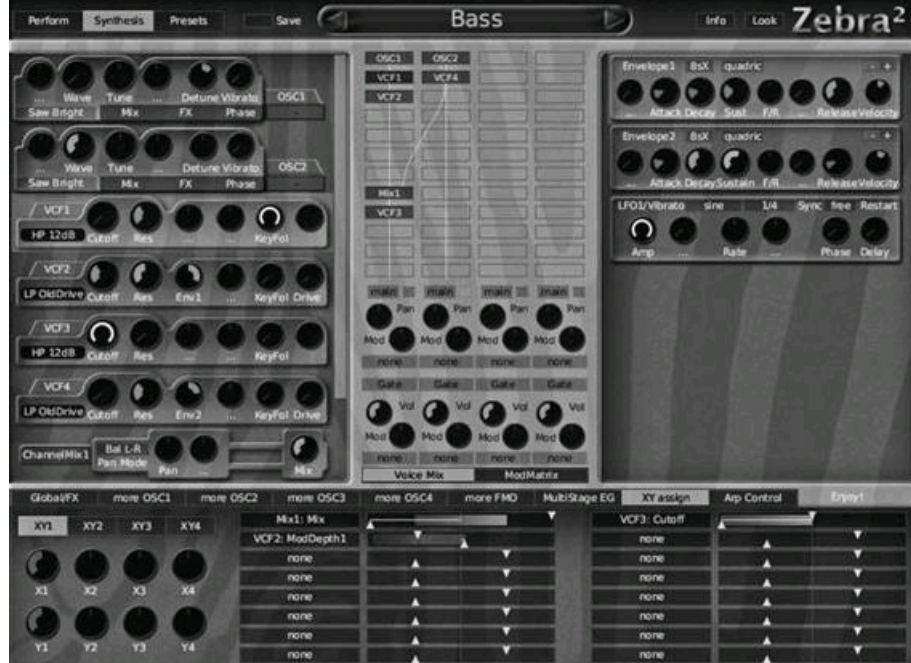 Perform Synthesis Presets Save Bass Info Look Zebra2
... Wave Tune ... Detune Vibrato OSC1
Saw Bright Mix FX Phase -
... Wave Tune ... Detune Vibrato OSC2
Saw Bright Mix FX Phase -
VCF1
HP 12dB Cutoff Res ... ... KeyFol
VCF2
LP OldDrive Cutoff Res Env1 ... KeyFol Drive
VCF3
HP 12dB Cutoff Res ... ... KeyFol
VCF4
LP OldDrive Cutoff Res Env2 ... KeyFol Drive
ChannelMix1 Bal L-R
Pan Mode Pan ... Mix
OSC1 OSC2
VCF1 VCF4
VCF2
Mix1
VCF3
main main main main
Pan Pan Pan Pan
Mod Mod Mod Mod
none none none none
Gate Gate Gate Gate
Vol Vol Vol Vol
Mod Mod Mod Mod
none none none none
Voice Mix ModMatrix
Envelope1 8sX quadric - +
... Attack Decay Sust F/R ... Release Velocity
Envelope2 8sX quadric - +
... Attack Decay Sustain F/R ... Release Velocity
LFO1/Vibrato sine 1/4 Sync free Restart
Amp ... Rate ... Phase Delay
Global/FX more OSC1 more OSC2 more OSC3 more OSC4 more FMO MultiStage EG XY assign Arp Control Enjoy!
XY1 XY2 XY3 XY4
X1 X2 X3 X4
Y1 Y2 Y3 Y4
Mix1: Mix VCF3: Cutoff
VCF2: ModDepth1 none
none none
none none
none none
none none
none none
none none